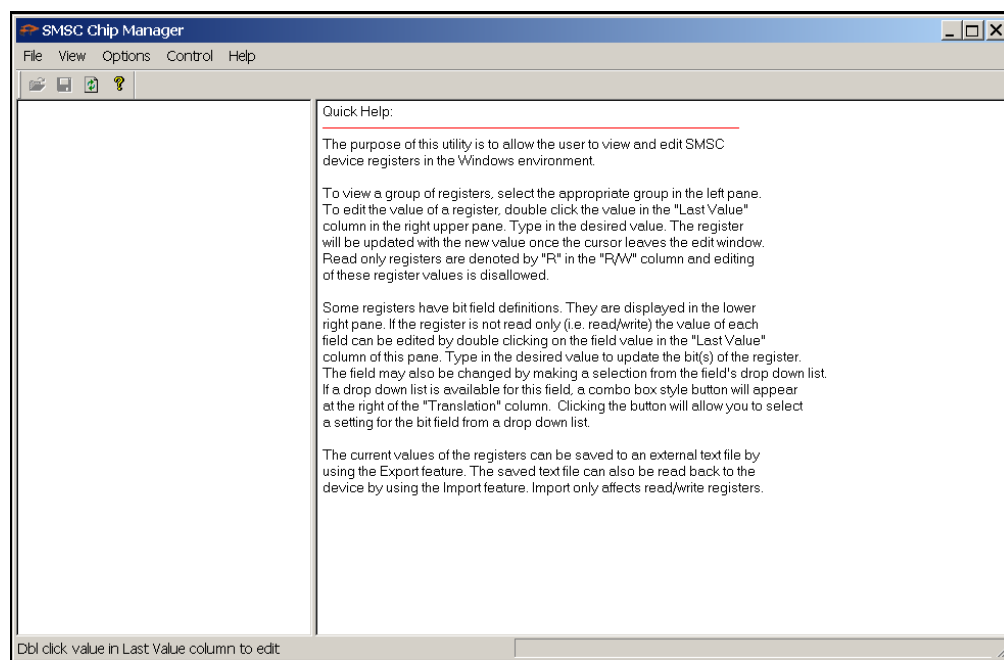 SMSC Chip Manager
File View Options Control Help
Quick Help:
The purpose of this utility is to allow the user to view and edit SMSC
device registers in the Windows environment.
To view a group of registers, select the appropriate group in the left pane.
To edit the value of a register, double click the value in the "Last Value"
column in the right upper pane. Type in the desired value. The register
will be updated with the new value once the cursor leaves the edit window.
Read only registers are denoted by "R" in the "R/W" column and editing
of these register values is disallowed.
Some registers have bit field definitions. They are displayed in the lower
right pane. If the register is not read only (i.e. read/write) the value of each
field can be edited by double clicking on the field value in the "Last Value"
column of this pane. Type in the desired value to update the bit(s) of the register.
The field may also be changed by making a selection from the field's drop down list.
If a drop down list is available for this field, a combo box style button will appear
at the right of the "Translation" column. Clicking the button will allow you to select
a setting for the bit field from a drop down list.
The current values of the registers can be saved to an external text file by
using the Export feature. The saved text file can also be read back to the
device by using the Import feature. Import only affects read/write registers.
Dbl click value in Last Value column to edit